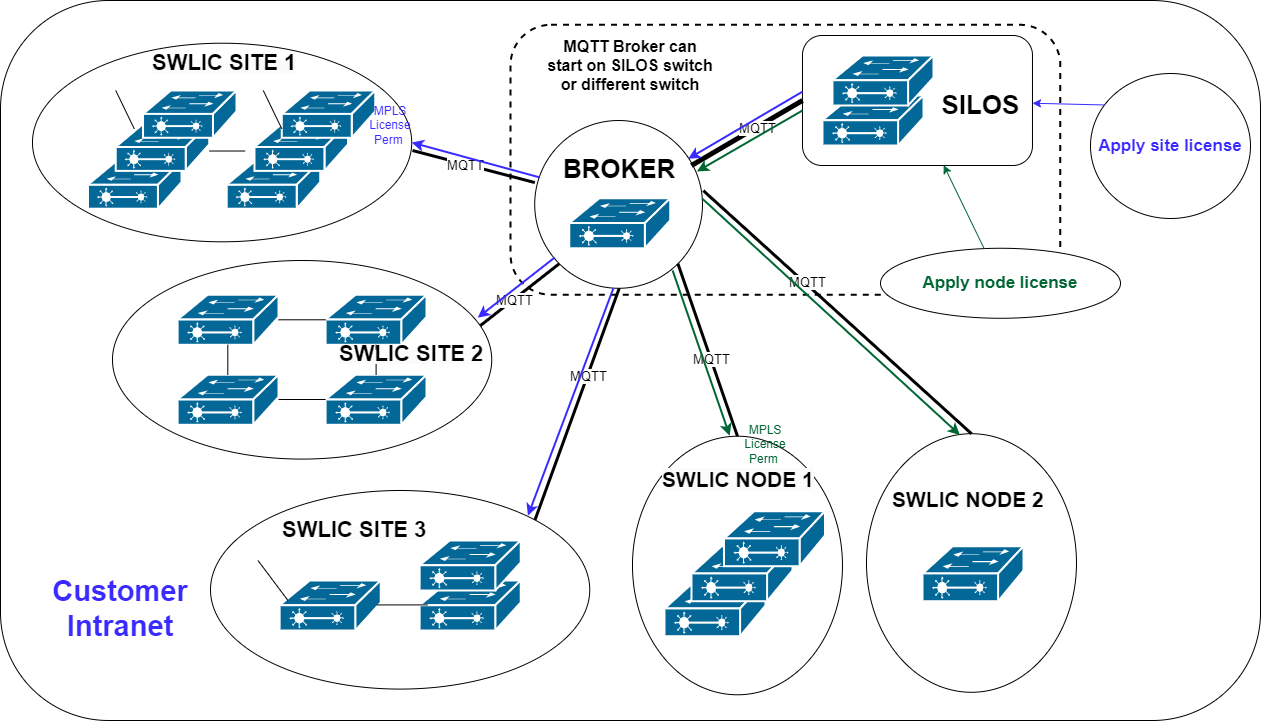 SWLIC SITE 1
MQTT Broker can
start on SILOS switch
or different switch
SILOS
MPLS
License
Perm
MQTT
Apply site license
MQTT
BROKER
Apply node license
MQTT
MQTT
SWLIC SITE 2
MQTT
MQTT
MPLS
License
Perm
SWLIC NODE 1
SWLIC NODE 2
SWLIC SITE 3
Customer
Intranet